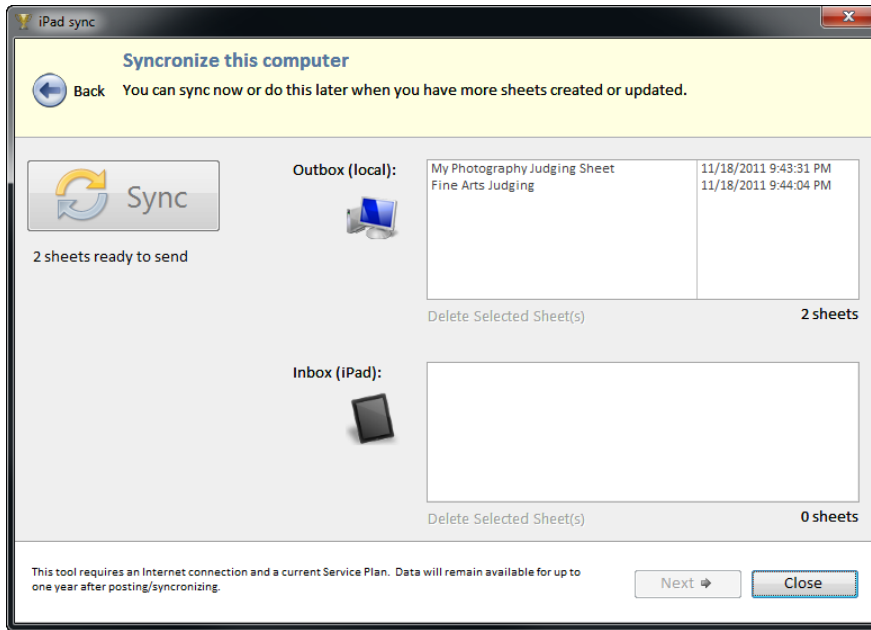 iPad sync
Syncronize this computer
Back
You can sync now or do this later when you have more sheets created or updated.
Sync
2 sheets ready to send
Outbox (local):
My Photography Judging Sheet 11/18/2011 9:43:31 PM
Fine Arts Judging 11/18/2011 9:44:04 PM
Delete Selected Sheet(s) 2 sheets
Inbox (iPad):
Delete Selected Sheet(s) 0 sheets
This tool requires an Internet connection and a current Service Plan. Data will remain available for up to
one year after posting/syncronizing.
Next
Close